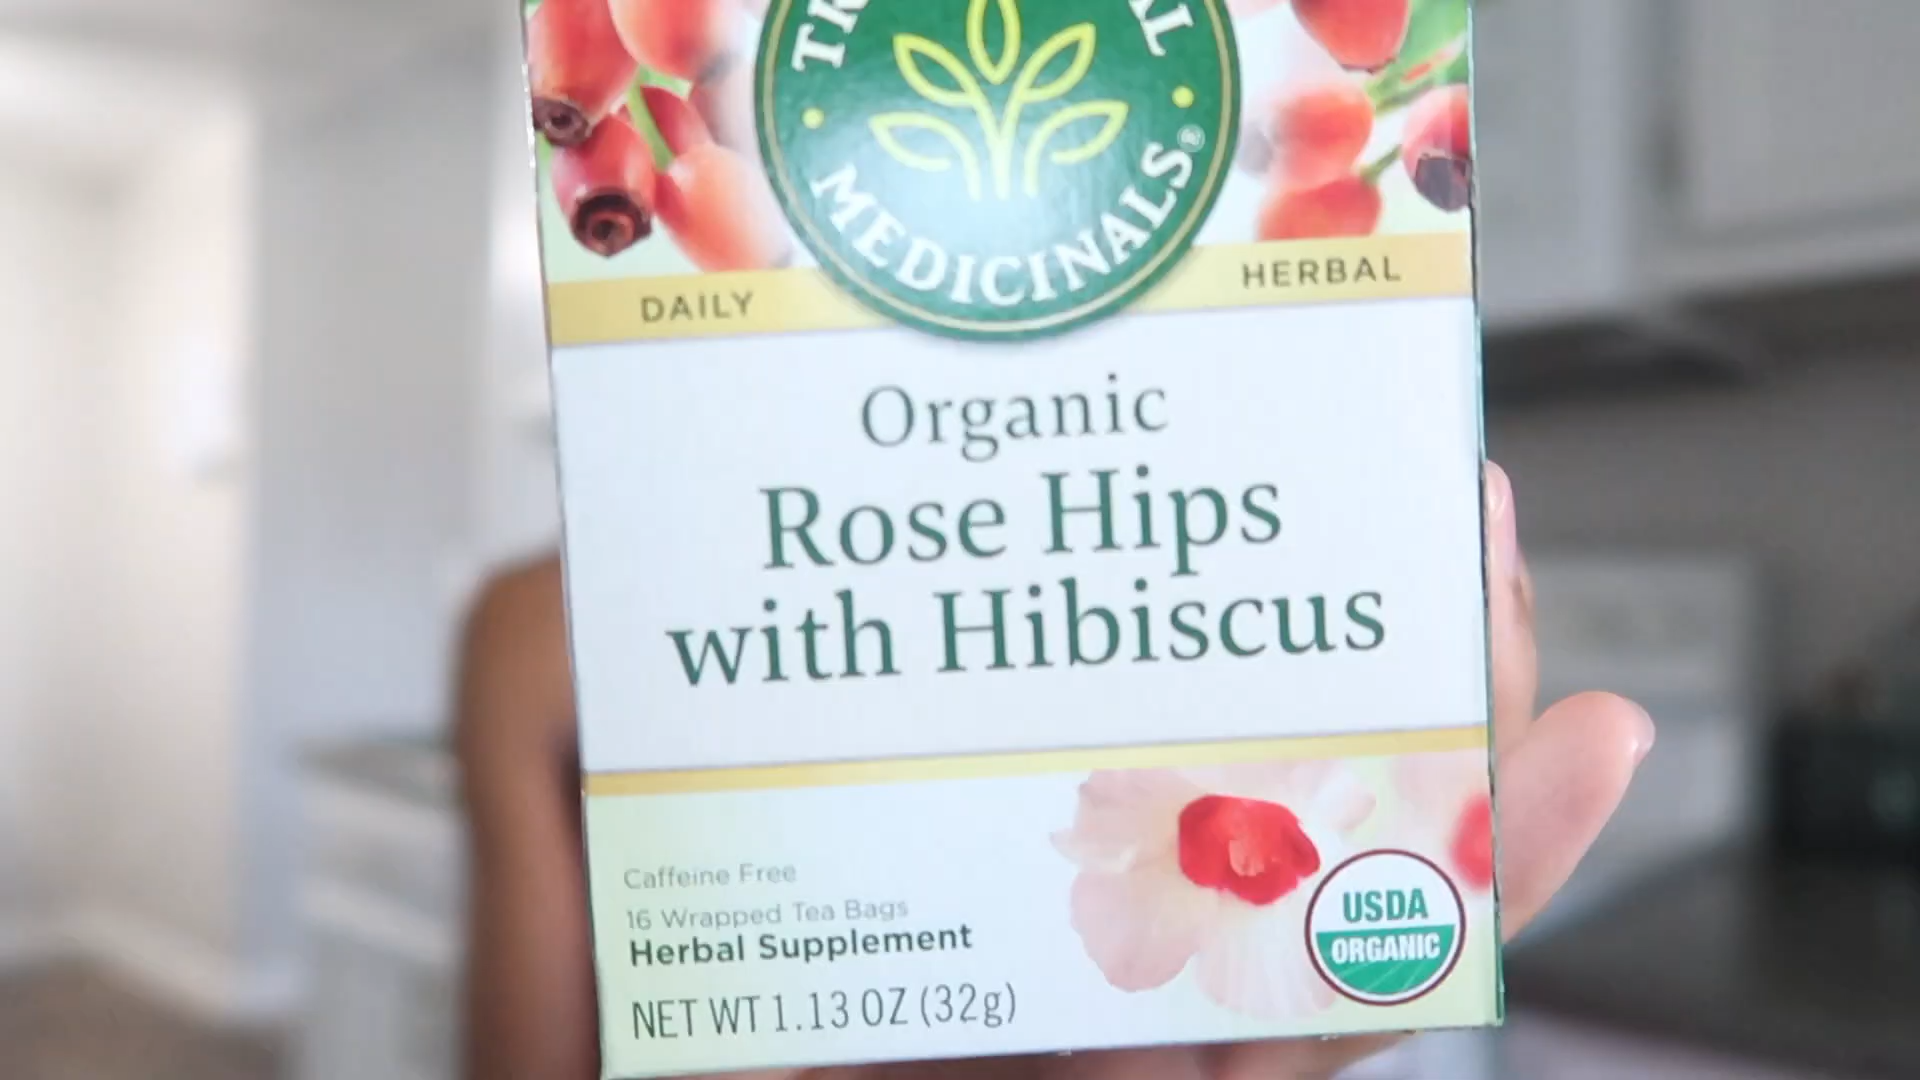 MEDICINALS®
DAILY
HERBAL
Organic
Rose Hips
with Hibiscus
Caffeine Free
16 Wrapped Tea Bags
Herbal Supplement
NET WT 1.13 OZ (32g)
USDA
ORGANIC